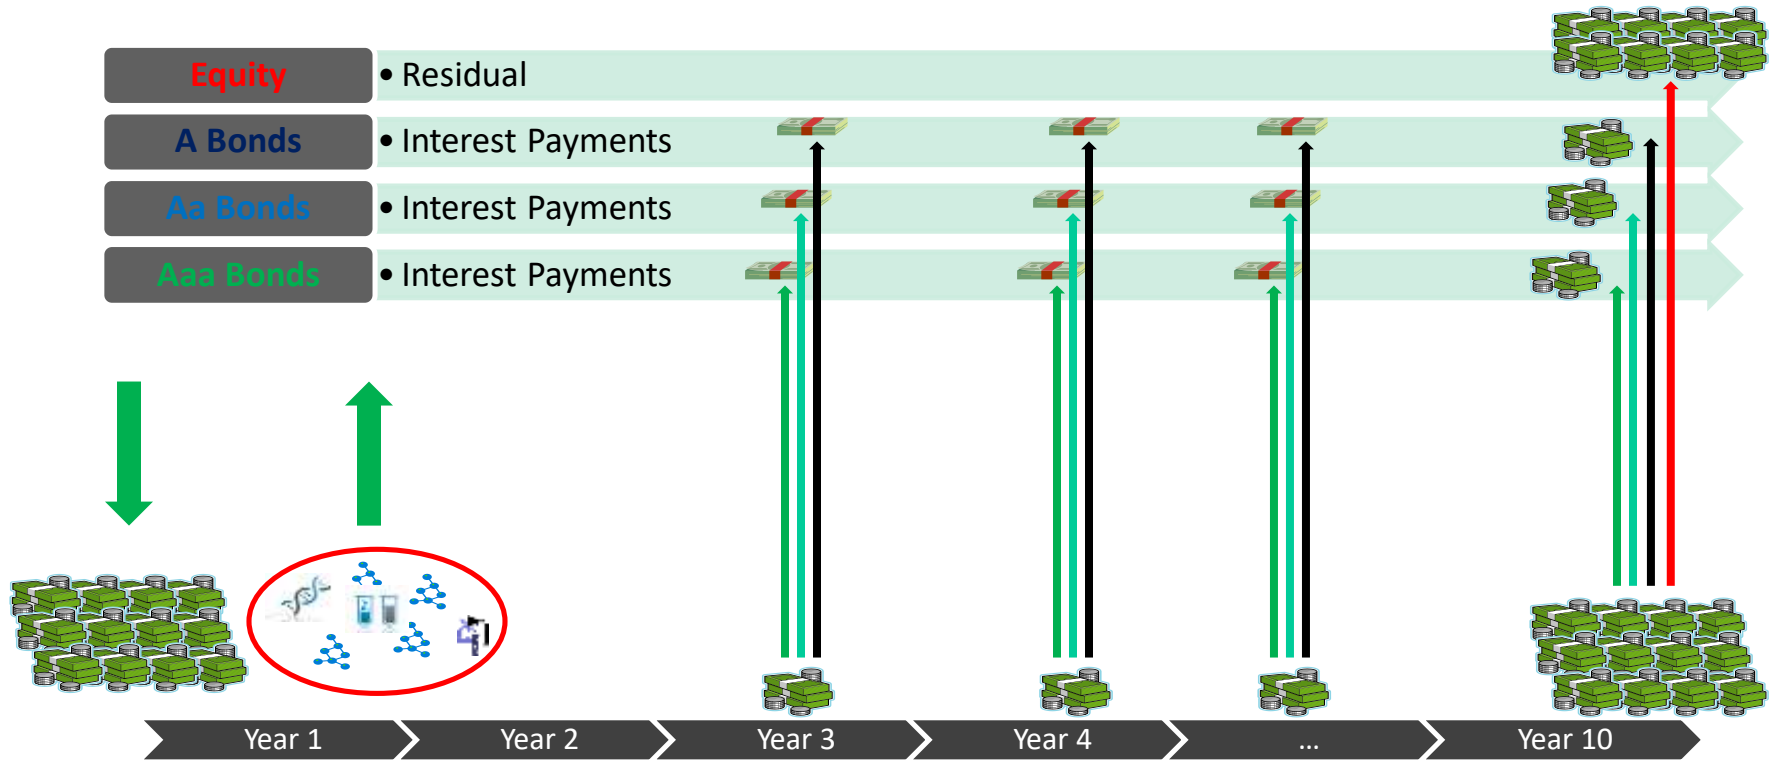 Equity
• Residual
A Bonds
• Interest Payments
Aa Bonds
• Interest Payments
Aaa Bonds
• Interest Payments
Year 1
Year 2
Year 3
Year 4
...
Year 10